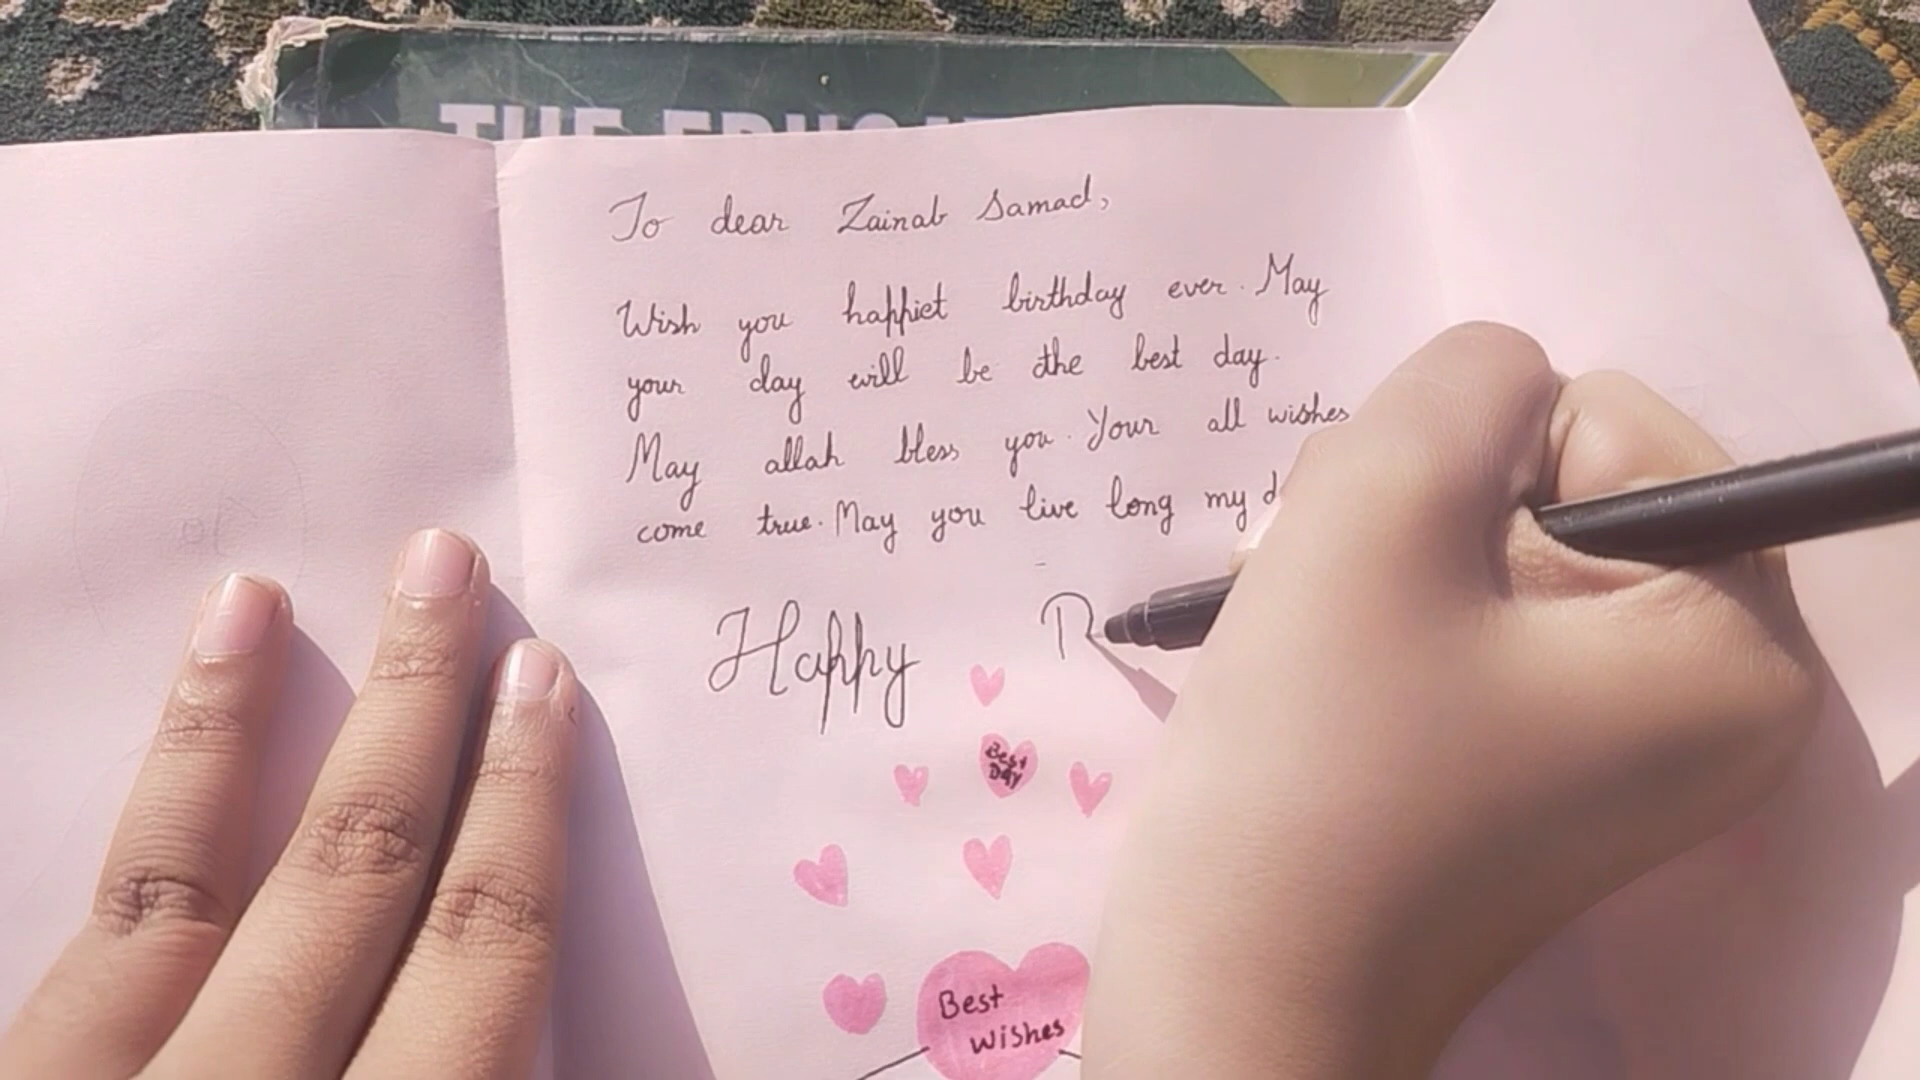 To dear Zainab Samad,
Wish you happiet birthday ever. May
your day will be the best day.
May allah bless you. Your all wishes
come true. May you live long my d
Happy
Best
Day
Best
Wishes